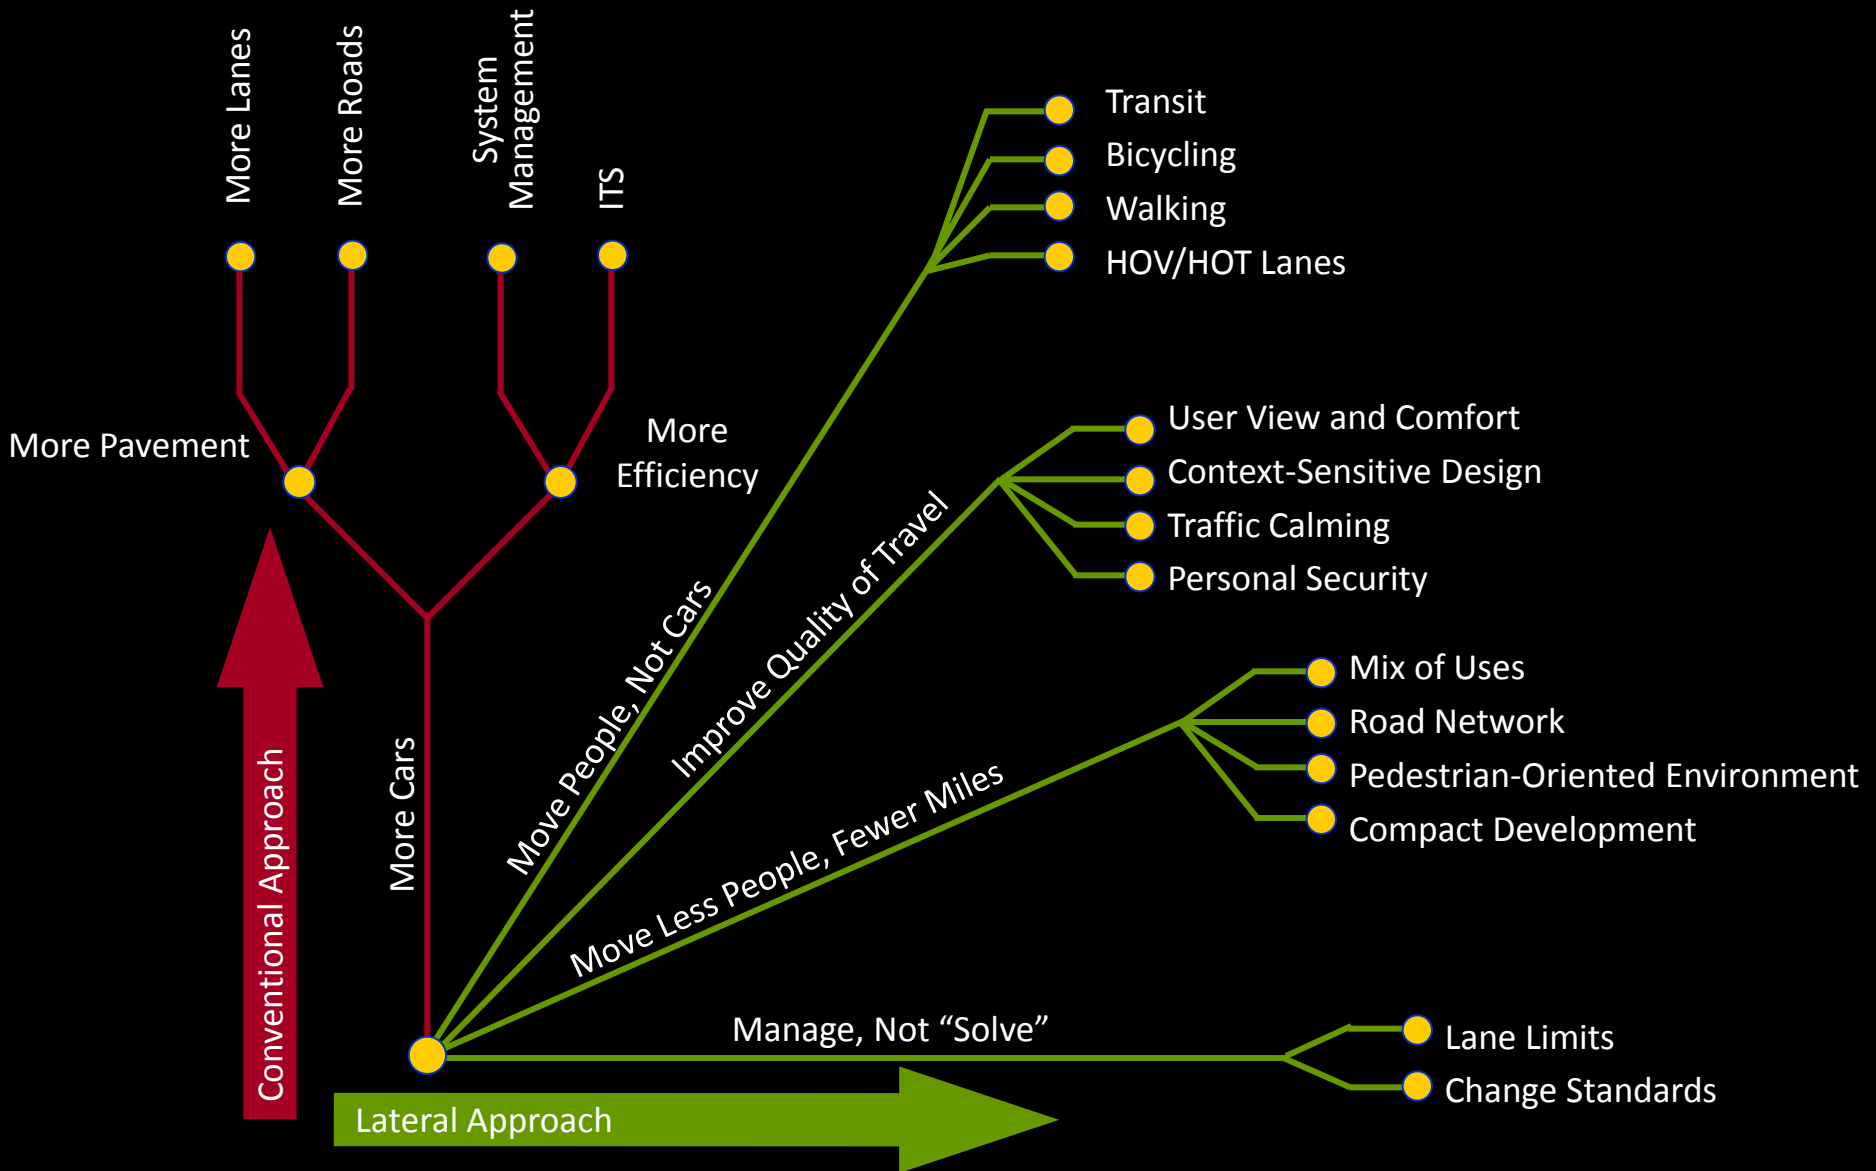 More Lanes
More Roads
System
Management
ITS
More Pavement
More
Efficiency
More Cars
Conventional Approach
Move People, Not Cars
Transit
Bicycling
Walking
HOV/HOT Lanes
Improve Quality of Travel
User View and Comfort
Context-Sensitive Design
Traffic Calming
Personal Security
Move Less People, Fewer Miles
Mix of Uses
Road Network
Pedestrian-Oriented Environment
Compact Development
Manage, Not “Solve”
Lane Limits
Change Standards
Lateral Approach